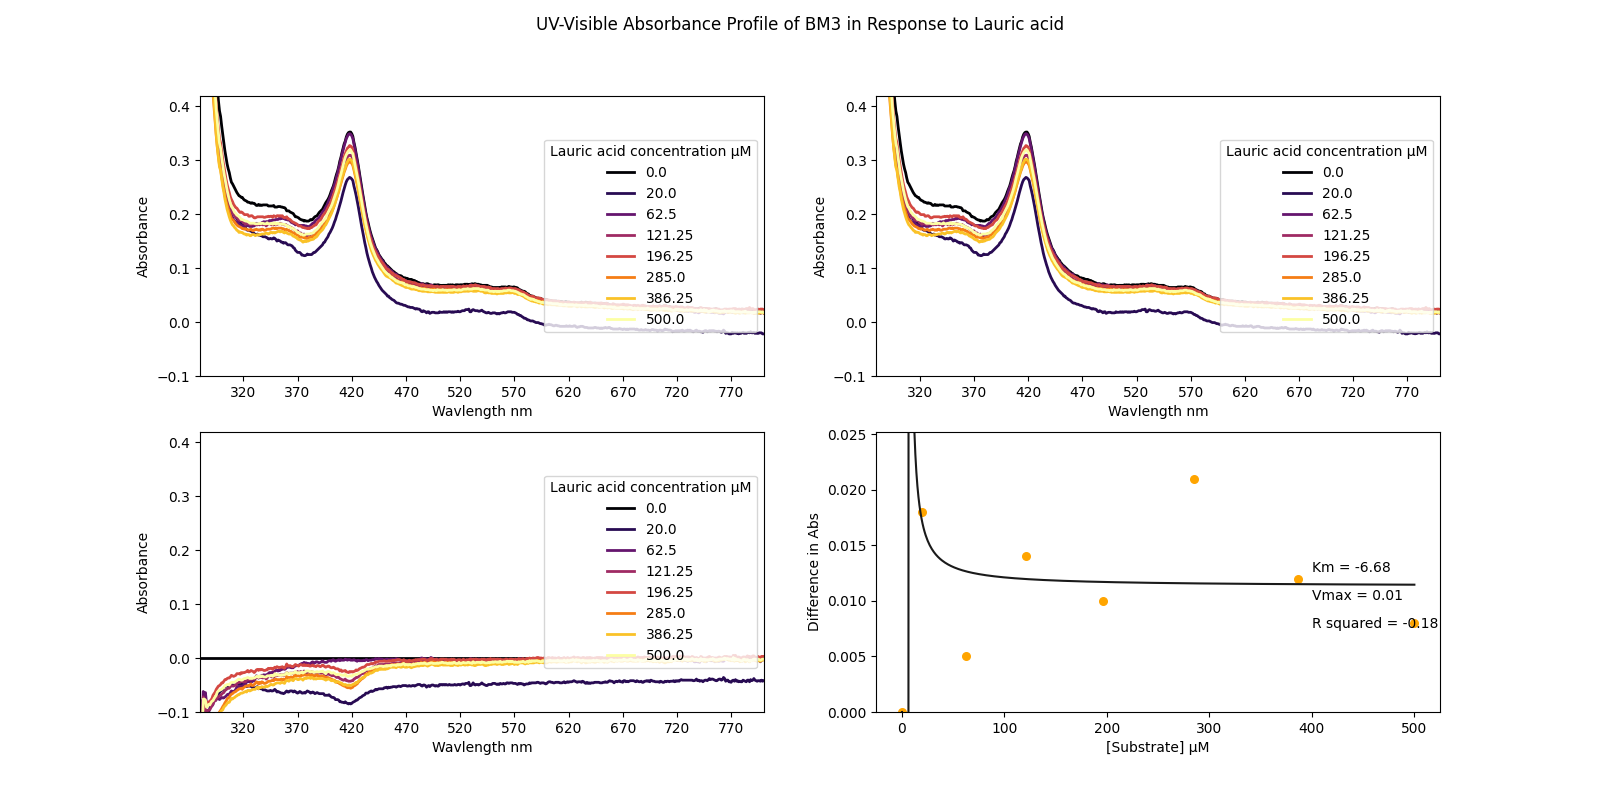 UV-Visible Absorbance Profile of BM3 in Response to Lauric acid
0.4
0.3
0.2
0.1
0.0
−0.1
Absorbance
Lauric acid concentration μM
0.0
20.0
62.5
121.25
196.25
285.0
386.25
500.0
320 370 420 470 520 570 620 670 720 770
Wavlength nm
0.4
0.3
0.2
0.1
0.0
−0.1
Absorbance
Lauric acid concentration μM
0.0
20.0
62.5
121.25
196.25
285.0
386.25
500.0
320 370 420 470 520 570 620 670 720 770
Wavlength nm
0.4
0.3
0.2
0.1
0.0
−0.1
Absorbance
Lauric acid concentration μM
0.0
20.0
62.5
121.25
196.25
285.0
386.25
500.0
320 370 420 470 520 570 620 670 720 770
Wavlength nm
0.025
0.020
0.015
0.010
0.005
0.000
Difference in Abs
Km = -6.68
Vmax = 0.01
R squared = -0.18
0 100 200 300 400 500
[Substrate] μM